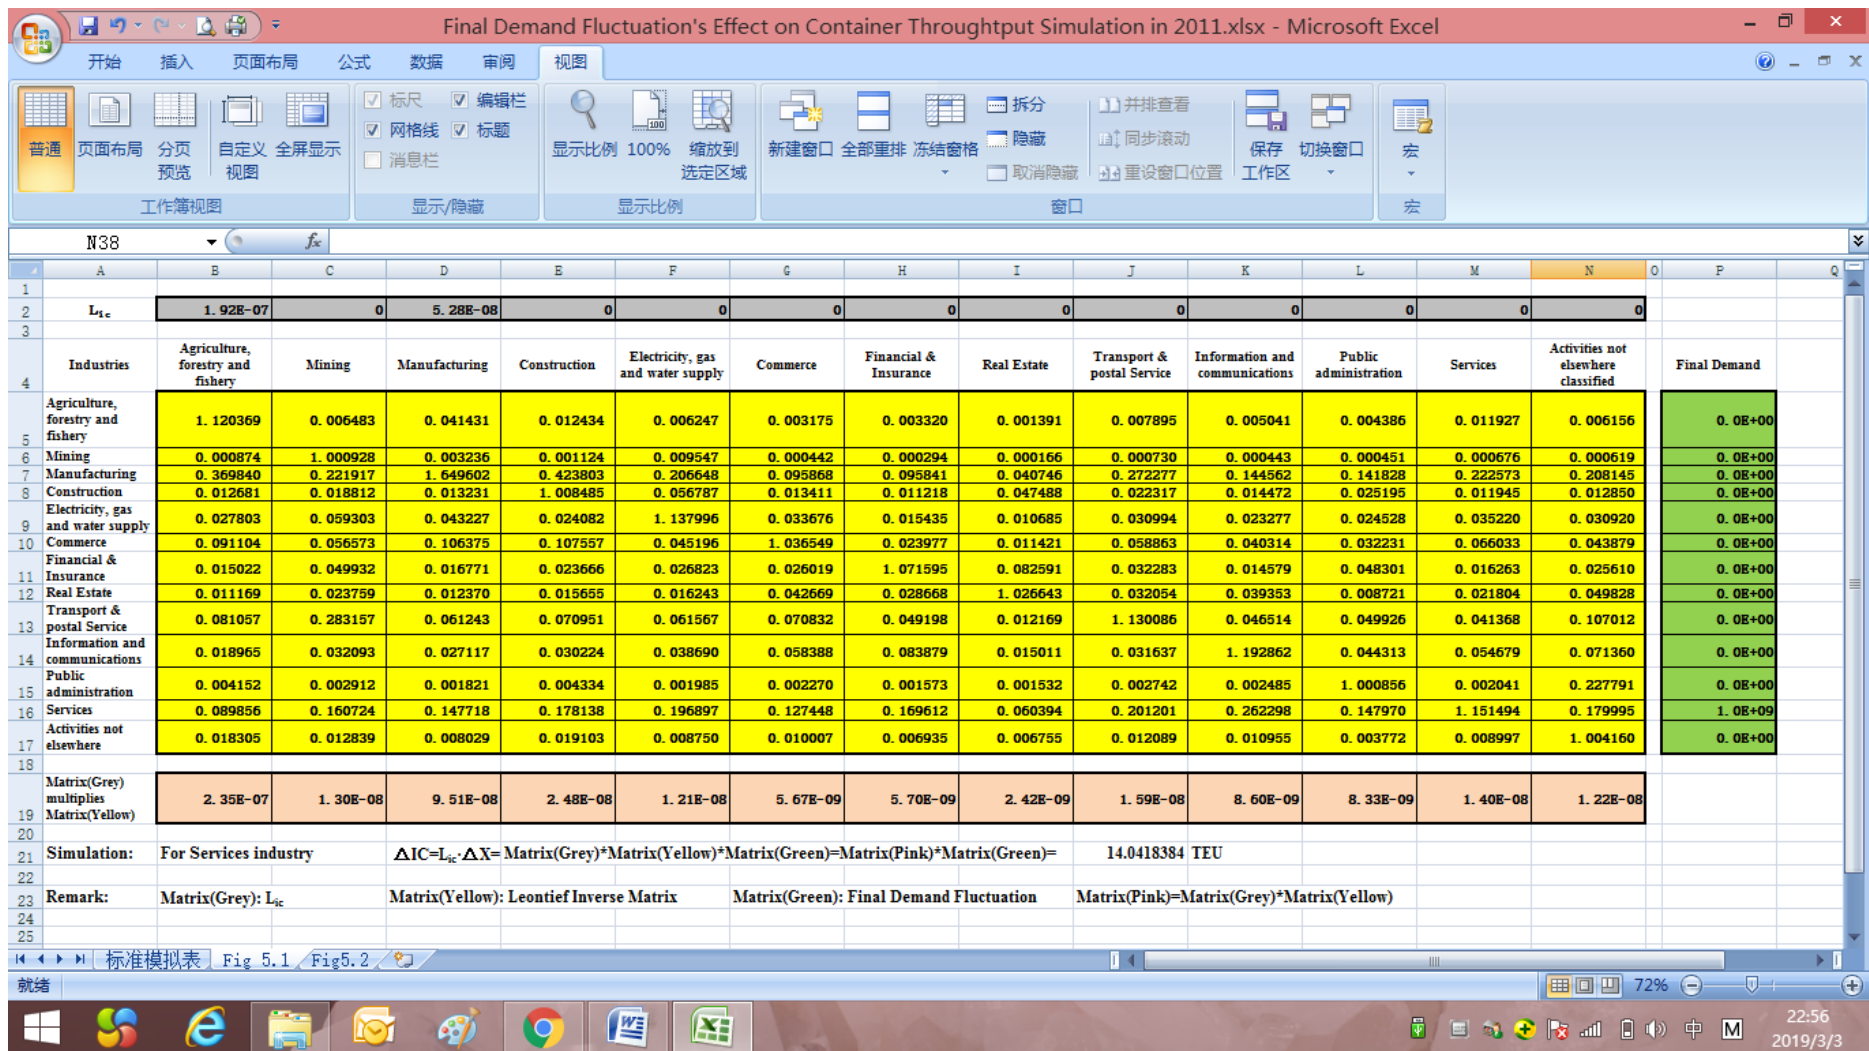 Final Demand Fluctuation's Effect on Container Throughtput Simulation in 2011.xlsx - Microsoft Excel
开始 插入 页面布局 公式 数据 审阅 视图
普通 页面布局 分页预览 自定义视图 全屏显示
工作簿视图
标尺 编辑栏
网格线 标题
消息栏
显示/隐藏
显示比例 100% 缩放到选定区域
显示比例
新建窗口 全部重排 冻结窗格
拆分
隐藏
取消隐藏
并排查看
同步滚动
重设窗口位置
保存工作区 切换窗口
窗口
宏
宏
N38 fx
A B C D E F G H I J K L M N O P Q
1
2 Lic 1.92E-07 0 5.28E-08 0 0 0 0 0 0 0 0 0 0
3
4 Industries Agriculture, forestry and fishery Mining Manufacturing Construction Electricity, gas and water supply Commerce Financial & Insurance Real Estate Transport & postal Service Information and communications Public administration Services Activities not elsewhere classified Final Demand
5 Agriculture, forestry and fishery 1.120369 0.006483 0.041431 0.012434 0.006247 0.003175 0.003320 0.001391 0.007895 0.005041 0.004386 0.011927 0.006156 0.0E+00
6 Mining 0.000874 1.000928 0.003236 0.001124 0.009547 0.000442 0.000294 0.000166 0.000730 0.000443 0.000451 0.000676 0.000619 0.0E+00
7 Manufacturing 0.369840 0.221917 1.649602 0.423803 0.206648 0.095868 0.095841 0.040746 0.272277 0.144562 0.141828 0.222573 0.208145 0.0E+00
8 Construction 0.012681 0.018812 0.013231 1.008485 0.056787 0.013411 0.011218 0.047488 0.022317 0.014472 0.025195 0.011945 0.012850 0.0E+00
9 Electricity, gas and water supply 0.027803 0.059303 0.043227 0.024082 1.137996 0.033676 0.015435 0.010685 0.030994 0.023277 0.024528 0.035220 0.030920 0.0E+00
10 Commerce 0.091104 0.056573 0.106375 0.107557 0.045196 1.036549 0.023977 0.011421 0.058863 0.040314 0.032231 0.066033 0.043879 0.0E+00
11 Financial & Insurance 0.015022 0.049932 0.016771 0.023666 0.026823 0.026019 1.071595 0.082591 0.032283 0.014579 0.048301 0.016263 0.025610 0.0E+00
12 Real Estate 0.011169 0.023759 0.012370 0.015655 0.016243 0.042669 0.028668 1.026643 0.032054 0.039353 0.008721 0.021804 0.049828 0.0E+00
13 Transport & postal Service 0.081057 0.283157 0.061243 0.070951 0.061567 0.070832 0.049198 0.012169 1.130086 0.046514 0.049926 0.041368 0.107012 0.0E+00
14 Information and communications 0.018965 0.032093 0.027117 0.030224 0.038690 0.058388 0.083879 0.015011 0.031637 1.192862 0.044313 0.054679 0.071360 0.0E+00
15 Public administration 0.004152 0.002912 0.001821 0.004334 0.001985 0.002270 0.001573 0.001532 0.002742 0.002485 1.000856 0.002041 0.227791 0.0E+00
16 Services 0.089856 0.160724 0.147718 0.178138 0.196897 0.127448 0.169612 0.060394 0.201201 0.262298 0.147970 1.151494 0.179995 1.0E+09
17 Activities not elsewhere 0.018305 0.012839 0.008029 0.019103 0.008750 0.010007 0.006935 0.006755 0.012089 0.010955 0.003772 0.008997 1.004160 0.0E+00
18
19 Matrix(Grey) multiplies Matrix(Yellow) 2.35E-07 1.30E-08 9.51E-08 2.48E-08 1.21E-08 5.67E-09 5.70E-09 2.42E-09 1.59E-08 8.60E-09 8.33E-09 1.40E-08 1.22E-08
20
21 Simulation: For Services industry ΔIC=Lic·ΔX= Matrix(Grey)*Matrix(Yellow)*Matrix(Green)=Matrix(Pink)*Matrix(Green)= 14.0418384 TEU
22
23 Remark: Matrix(Grey): Lic Matrix(Yellow): Leontief Inverse Matrix Matrix(Green): Final Demand Fluctuation Matrix(Pink)=Matrix(Grey)*Matrix(Yellow)
24
25
标准模拟表 Fig 5.1 Fig5.2
就绪 72%
中 M 22:56
2019/3/3